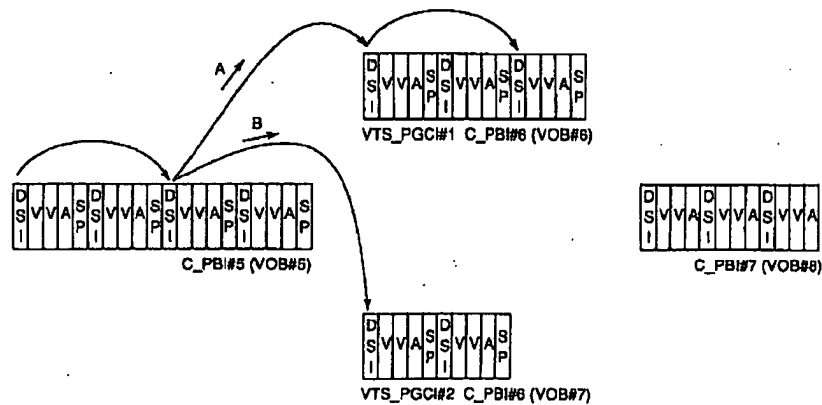 A
DSI V V A SP DSI V V A SP DSI V V A SP
VTS_PGCI#1 C_PBI#6 (VOB#6)
B
DSI V V A SP DSI V V A SP DSI V V A SP DSI V V A SP
C_PBI#5 (VOB#5)
DSI V V A DSI V V A DSI V V A
C_PBI#7 (VOB#8)
DSI V V A SP DSI V V A SP
VTS_PGCI#2 C_PBI#6 (VOB#7)